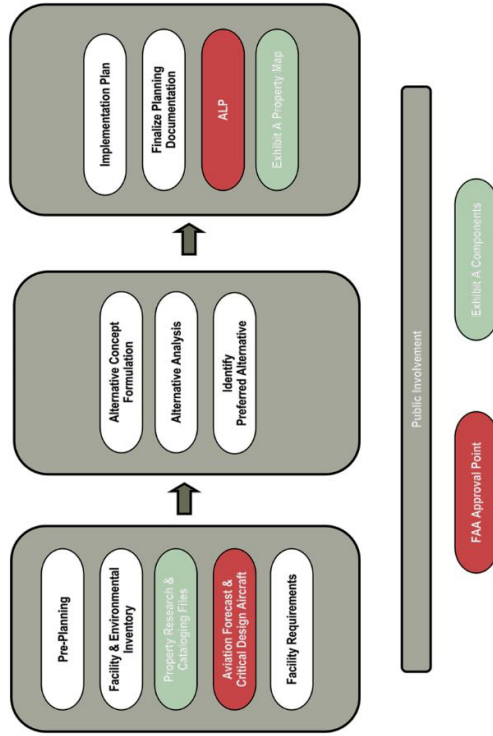 Pre-Planning
Facility & Environmental
Inventory
Property Research &
Cataloging Files
Aviation Forecast &
Critical Design Aircraft
Facility Requirements
Alternative Concept
Formulation
Alternative Analysis
Identify
Preferred Alternative
Implementation Plan
Finalize Planning
Documentation
ALP
Exhibit A Property Map
Public Involvement
FAA Approval Point
Exhibit A Components